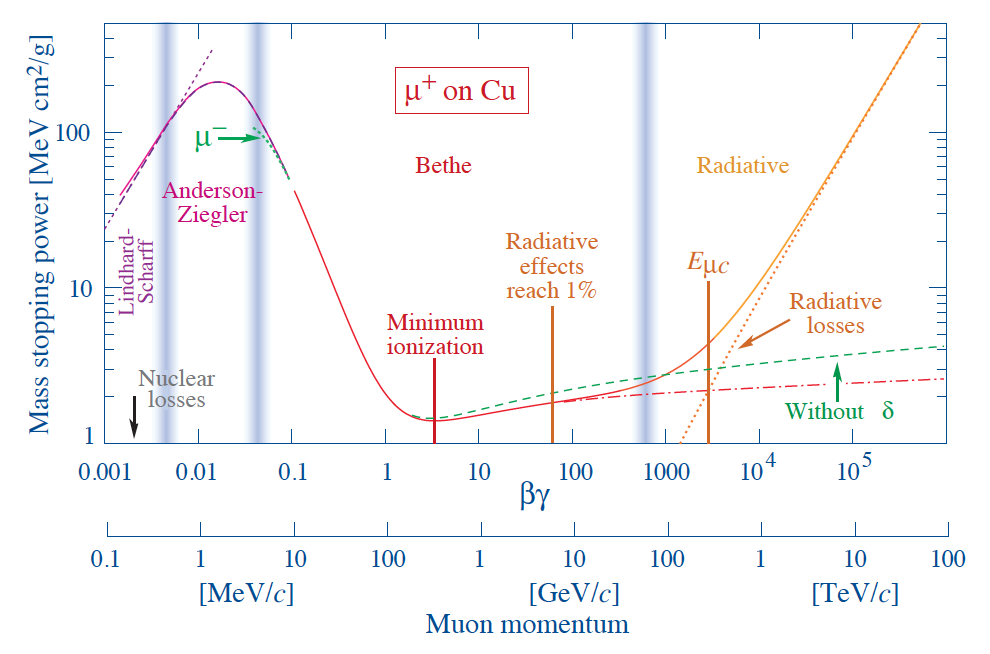 Mass stopping power [MeV cm²/g]
100
10
1
μ⁺ on Cu
μ⁻
Anderson-
Ziegler
Bethe
Radiative
Lindhard-
Scharff
Radiative
effects
reach 1%
Eμc
Radiative
losses
Minimum
ionization
Nuclear
losses
Without δ
0.001 0.01 0.1 1 10 100 1000 10⁴ 10⁵
βγ
0.1 1 10 100 1 10 100 1 10 100
[MeV/c] [GeV/c] [TeV/c]
Muon momentum